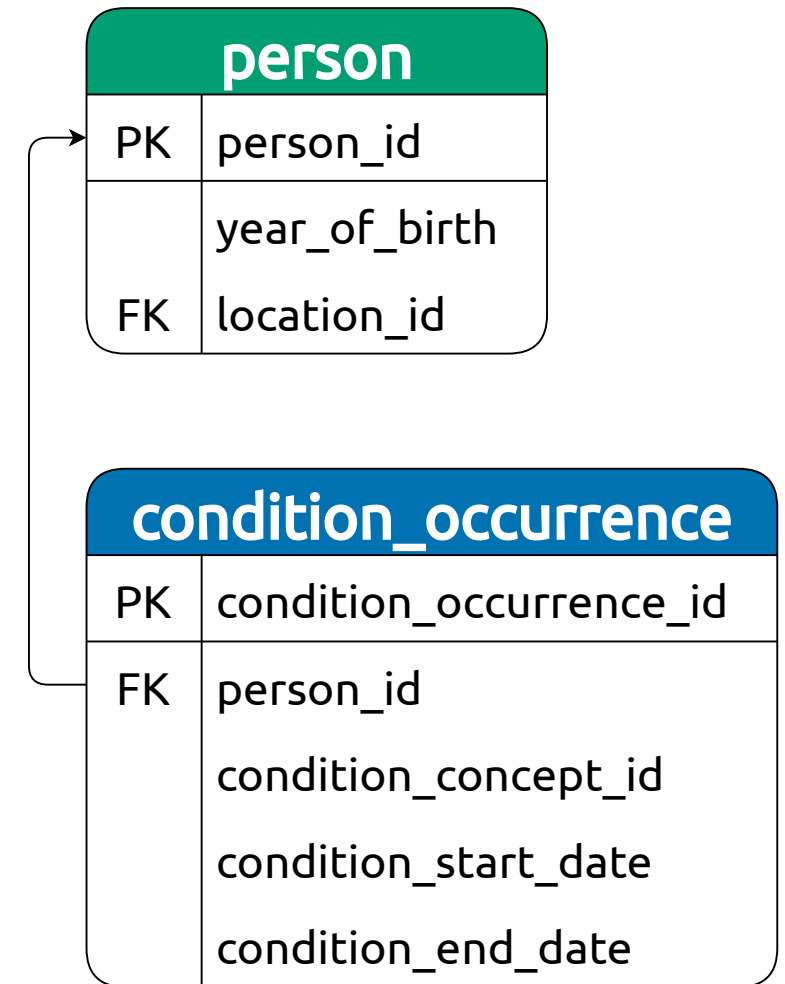 person
PK person_id
year_of_birth
FK location_id
condition_occurrence
PK condition_occurrence_id
FK person_id
condition_concept_id
condition_start_date
condition_end_date